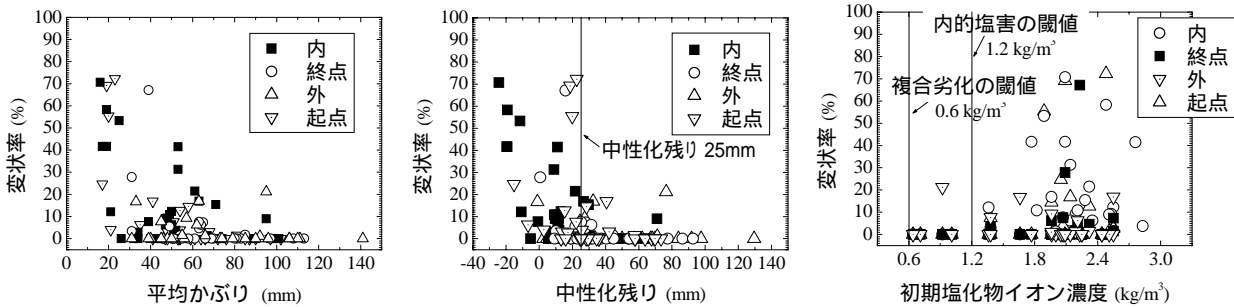 変状率 (%)
100
90
80
70
60
50
40
30
20
10
0
0 20 40 60 80 100 120 140
平均かぶり (mm)
内
終点
外
起点
変状率 (%)
100
90
80
70
60
50
40
30
20
10
0
-40 -20 0 20 40 60 80 100 120 140
中性化残り (mm)
内
終点
外
起点
中性化残り 25mm
変状率 (%)
100
90
80
70
60
50
40
30
20
10
0
0.6 1.2 1.8 2.4 3.0
初期塩化物イオン濃度 (kg/m³)
内的塩害の閾値
1.2 kg/m³
複合劣化の閾値
0.6 kg/m³
内
終点
外
起点